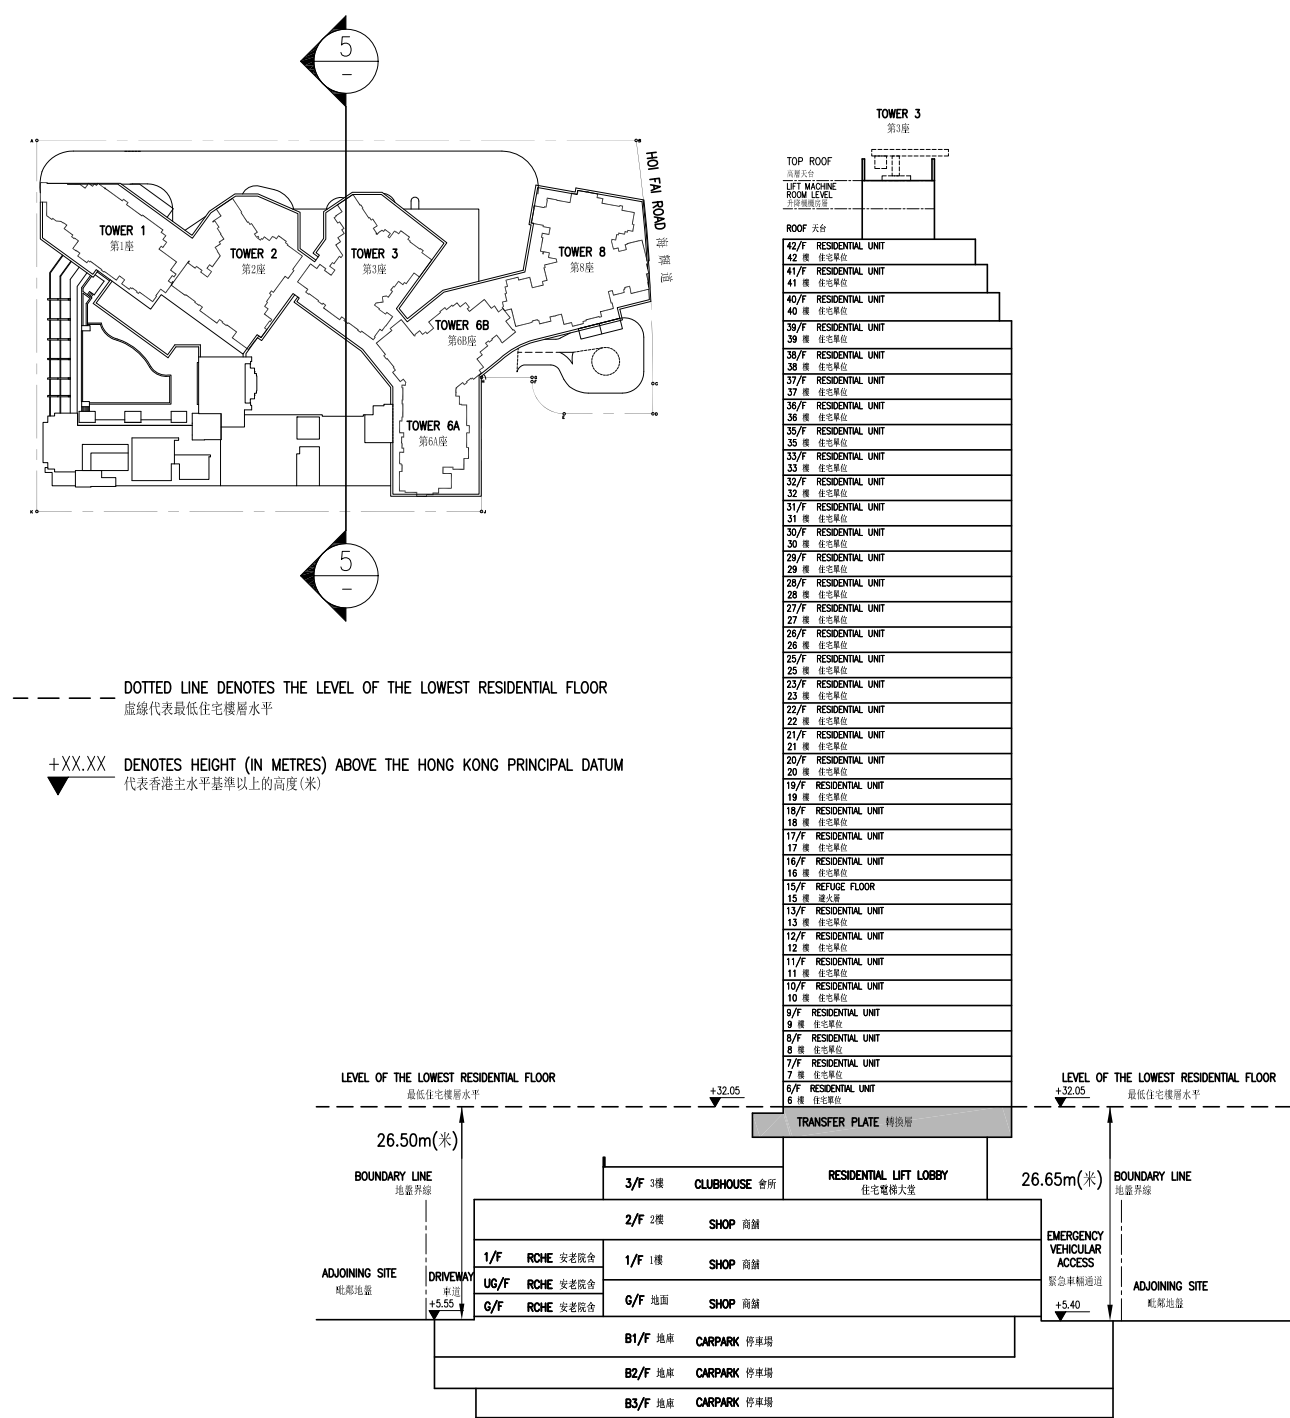 5
-
TOWER 1
第1座
TOWER 2
第2座
TOWER 3
第3座
TOWER 8
第8座
TOWER 6B
第6B座
TOWER 6A
第6A座
HOI FAI ROAD 海輝道
5
-
DOTTED LINE DENOTES THE LEVEL OF THE LOWEST RESIDENTIAL FLOOR
虛線代表最低住宅樓層水平
+XX.XX DENOTES HEIGHT (IN METRES) ABOVE THE HONG KONG PRINCIPAL DATUM
代表香港主水平基準以上的高度(米)
TOWER 3
第3座
TOP ROOF
高層天台
LIFT MACHINE
ROOM LEVEL
升降機機房層
ROOF 天台
42/F RESIDENTIAL UNIT
42 樓 住宅單位
41/F RESIDENTIAL UNIT
41 樓 住宅單位
40/F RESIDENTIAL UNIT
40 樓 住宅單位
39/F RESIDENTIAL UNIT
39 樓 住宅單位
38/F RESIDENTIAL UNIT
38 樓 住宅單位
37/F RESIDENTIAL UNIT
37 樓 住宅單位
36/F RESIDENTIAL UNIT
36 樓 住宅單位
35/F RESIDENTIAL UNIT
35 樓 住宅單位
33/F RESIDENTIAL UNIT
33 樓 住宅單位
32/F RESIDENTIAL UNIT
32 樓 住宅單位
31/F RESIDENTIAL UNIT
31 樓 住宅單位
30/F RESIDENTIAL UNIT
30 樓 住宅單位
29/F RESIDENTIAL UNIT
29 樓 住宅單位
28/F RESIDENTIAL UNIT
28 樓 住宅單位
27/F RESIDENTIAL UNIT
27 樓 住宅單位
26/F RESIDENTIAL UNIT
26 樓 住宅單位
25/F RESIDENTIAL UNIT
25 樓 住宅單位
23/F RESIDENTIAL UNIT
23 樓 住宅單位
22/F RESIDENTIAL UNIT
22 樓 住宅單位
21/F RESIDENTIAL UNIT
21 樓 住宅單位
20/F RESIDENTIAL UNIT
20 樓 住宅單位
19/F RESIDENTIAL UNIT
19 樓 住宅單位
18/F RESIDENTIAL UNIT
18 樓 住宅單位
17/F RESIDENTIAL UNIT
17 樓 住宅單位
16/F RESIDENTIAL UNIT
16 樓 住宅單位
15/F REFUGE FLOOR
15 樓 避火層
13/F RESIDENTIAL UNIT
13 樓 住宅單位
12/F RESIDENTIAL UNIT
12 樓 住宅單位
11/F RESIDENTIAL UNIT
11 樓 住宅單位
10/F RESIDENTIAL UNIT
10 樓 住宅單位
9/F RESIDENTIAL UNIT
9 樓 住宅單位
8/F RESIDENTIAL UNIT
8 樓 住宅單位
7/F RESIDENTIAL UNIT
7 樓 住宅單位
6/F RESIDENTIAL UNIT
6 樓 住宅單位
LEVEL OF THE LOWEST RESIDENTIAL FLOOR
最低住宅樓層水平
+32.05
+32.05
LEVEL OF THE LOWEST RESIDENTIAL FLOOR
最低住宅樓層水平
TRANSFER PLATE 轉換層
26.50m(米)
26.65m(米)
BOUNDARY LINE
地盤界線
BOUNDARY LINE
地盤界線
RESIDENTIAL LIFT LOBBY
住宅電梯大堂
3/F 3樓 CLUBHOUSE 會所
2/F 2樓 SHOP 商舖
1/F RCHE 安老院舍
1/F 1樓 SHOP 商舖
UG/F RCHE 安老院舍
G/F RCHE 安老院舍
G/F 地面 SHOP 商舖
EMERGENCY
VEHICULAR
ACCESS
緊急車輛通道
+5.40
ADJOINING SITE
毗鄰地盤
DRIVEWAY
車道
+5.55
ADJOINING SITE
毗鄰地盤
B1/F 地庫 CARPARK 停車場
B2/F 地庫 CARPARK 停車場
B3/F 地庫 CARPARK 停車場